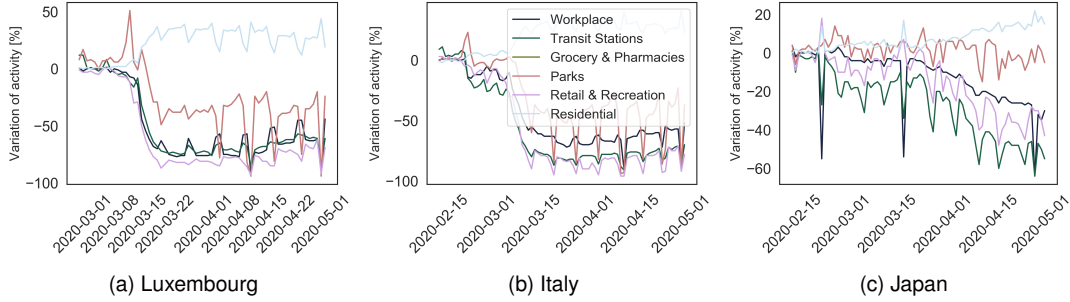 Variation of activity [%]
50
0
−50
−100
2020-03-01
2020-03-08
2020-03-15
2020-03-22
2020-04-01
2020-04-08
2020-04-15
2020-04-22
2020-05-01
(a) Luxembourg
Variation of activity [%]
50
0
−50
−100
2020-02-15
2020-03-01
2020-03-15
2020-04-01
2020-04-15
2020-05-01
Workplace
Transit Stations
Grocery & Pharmacies
Parks
Retail & Recreation
Residential
(b) Italy
Variation of activity [%]
20
0
−20
−40
−60
2020-02-15
2020-03-01
2020-03-15
2020-04-01
2020-04-15
2020-05-01
(c) Japan